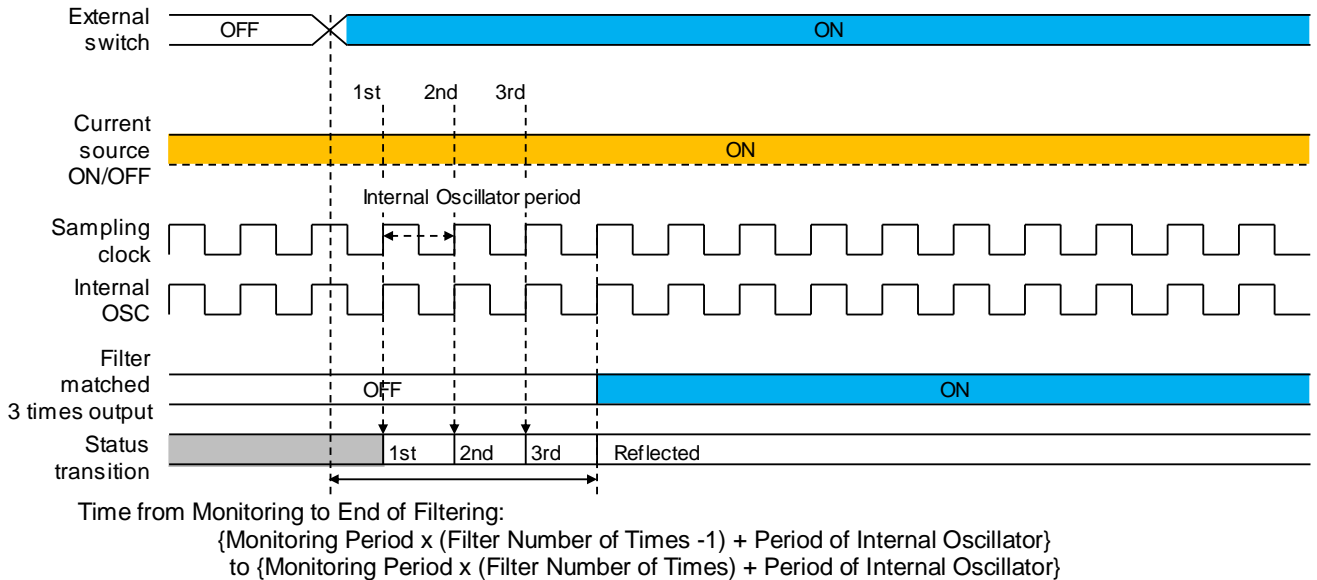 External
switch
OFF
ON
1st
2nd
3rd
Current
source
ON/OFF
ON
Internal Oscillator period
Sampling
clock
Internal
OSC
Filter
matched
3 times output
OFF
ON
Status
transition
1st
2nd
3rd
Reflected
Time from Monitoring to End of Filtering:
{Monitoring Period x (Filter Number of Times -1) + Period of Internal Oscillator}
to {Monitoring Period x (Filter Number of Times) + Period of Internal Oscillator}